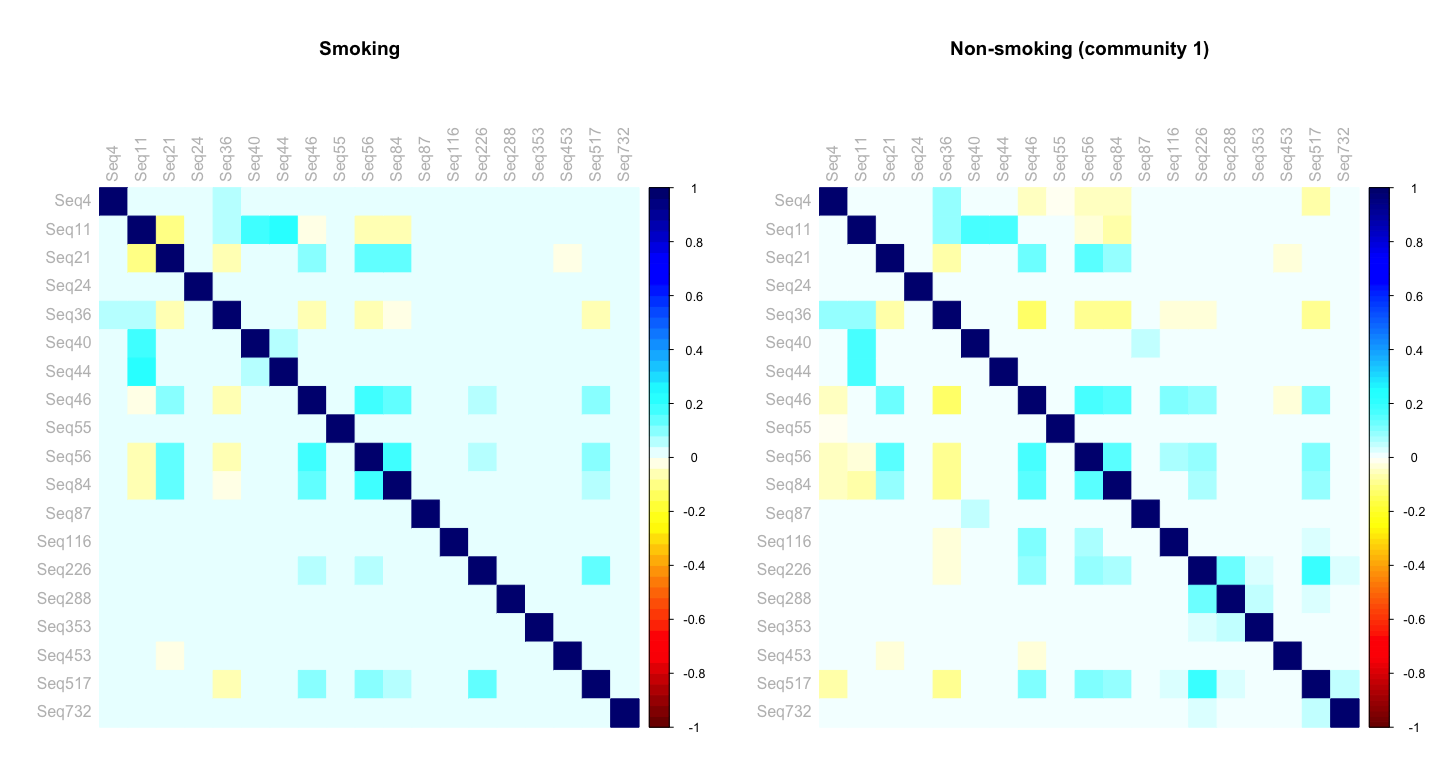 Smoking
Seq4 Seq11 Seq21 Seq24 Seq36 Seq40 Seq44 Seq46 Seq55 Seq56 Seq84 Seq87 Seq116 Seq226 Seq288 Seq353 Seq453 Seq517 Seq732
Seq4
Seq11
Seq21
Seq24
Seq36
Seq40
Seq44
Seq46
Seq55
Seq56
Seq84
Seq87
Seq116
Seq226
Seq288
Seq353
Seq453
Seq517
Seq732
1
0.8
0.6
0.4
0.2
0
-0.2
-0.4
-0.6
-0.8
-1
Non-smoking (community 1)
Seq4 Seq11 Seq21 Seq24 Seq36 Seq40 Seq44 Seq46 Seq55 Seq56 Seq84 Seq87 Seq116 Seq226 Seq288 Seq353 Seq453 Seq517 Seq732
Seq4
Seq11
Seq21
Seq24
Seq36
Seq40
Seq44
Seq46
Seq55
Seq56
Seq84
Seq87
Seq116
Seq226
Seq288
Seq353
Seq453
Seq517
Seq732
1
0.8
0.6
0.4
0.2
0
-0.2
-0.4
-0.6
-0.8
-1